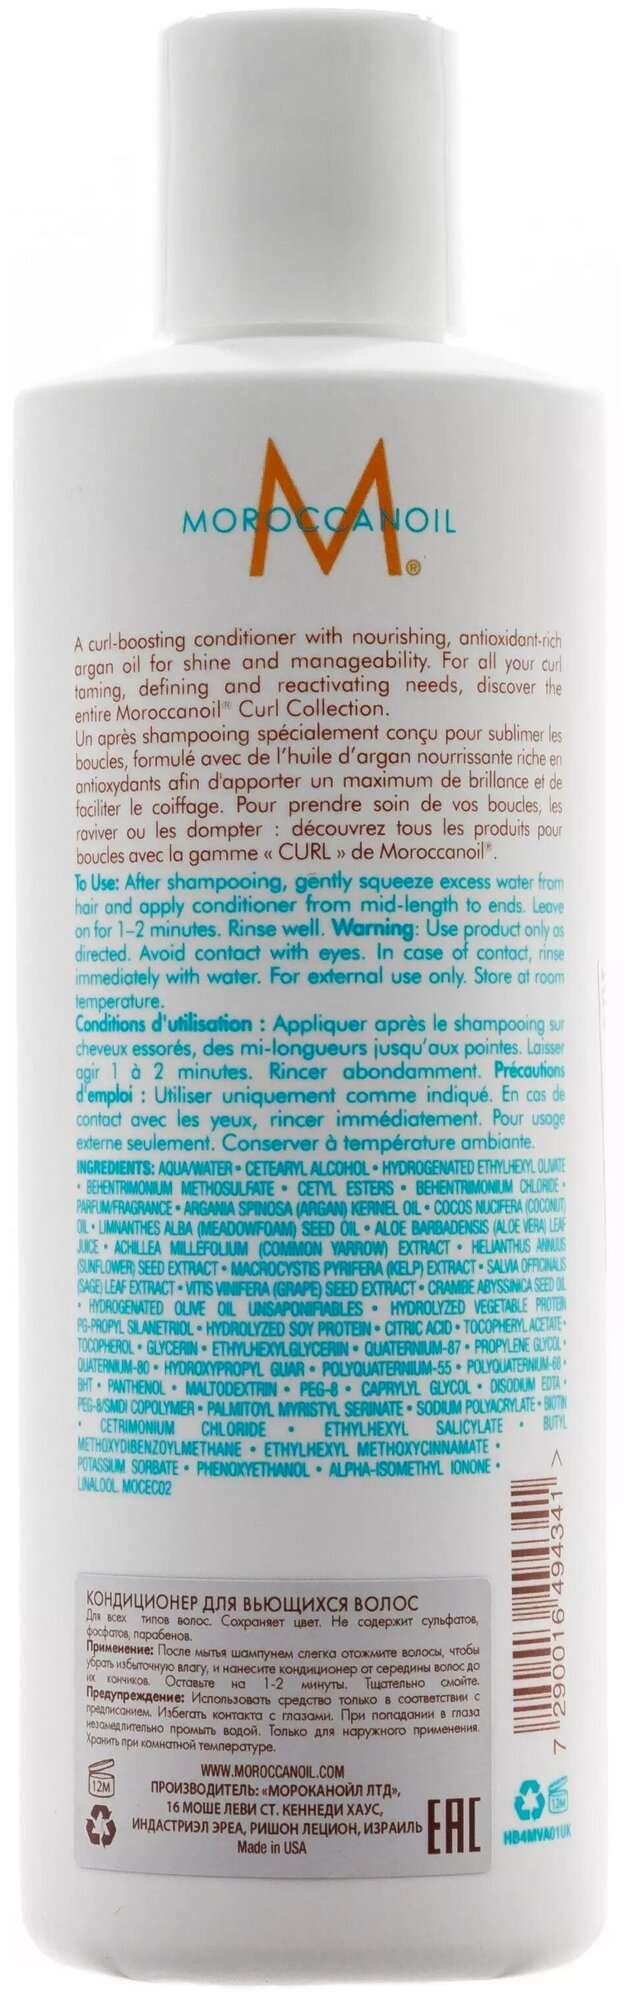 MOROCCANOIL
M®
A curl-boosting conditioner with nourishing, antioxidant-rich
argan oil for shine and manageability. For all your curl
taming, defining and reactivating needs, discover the
entire Moroccanoil® Curl Collection.
Un après shampooing spécialement conçu pour sublimer les
boucles, formulé avec de l'huile d'argan nourrissante riche en
antioxydants afin d'apporter un maximum de brillance et de
faciliter le coiffage. Pour prendre soin de vos boucles, les
raviver ou les dompter : découvrez tous les produits pour
boucles avec la gamme « CURL » de Moroccanoil®.
To Use: After shampooing, gently squeeze excess water from
hair and apply conditioner from mid-length to ends. Leave
on for 1-2 minutes. Rinse well. Warning: Use product only as
directed. Avoid contact with eyes. In case of contact, rinse
immediately with water. For external use only. Store at room
temperature.
Conditions d'utilisation : Appliquer après le shampooing sur
cheveux essorés, des mi-longueurs jusqu'aux pointes. Laisser
agir 1 à 2 minutes. Rincer abondamment. Précautions
d'emploi : Utiliser uniquement comme indiqué. En cas de
contact avec les yeux, rincer immédiatement. Pour usage
externe seulement. Conserver à température ambiante.
INGREDIENTS: AQUA/WATER • CETEARYL ALCOHOL • HYDROGENATED ETHYLHEXYL OLIVATE
• BEHENTRIMONIUM METHOSULFATE • CETYL ESTERS • BEHENTRIMONIUM CHLORIDE •
PARFUM/FRAGRANCE • ARGANIA SPINOSA (ARGAN) KERNEL OIL • COCOS NUCIFERA (COCONUT)
OIL • LIMNANTHES ALBA (MEADOWFOAM) SEED OIL • ALOE BARBADENSIS (ALOE VERA) LEAF
JUICE • ACHILLEA MILLEFOLIUM (COMMON YARROW) EXTRACT • HELIANTHUS ANNUUS
(SUNFLOWER) SEED EXTRACT • MACROCYSTIS PYRIFERA (KELP) EXTRACT • SALVIA OFFICINALIS
(SAGE) LEAF EXTRACT • VITIS VINIFERA (GRAPE) SEED EXTRACT • CRAMBE ABYSSINICA SEED OIL
• HYDROGENATED OLIVE OIL UNSAPONIFIABLES • HYDROLYZED VEGETABLE PROTEIN
PG-PROPYL SILANETRIOL • HYDROLYZED SOY PROTEIN • CITRIC ACID • TOCOPHERYL ACETATE •
TOCOPHEROL • GLYCERIN • ETHYLHEXYLGLYCERIN • QUATERNIUM-87 • PROPYLENE GLYCOL •
QUATERNIUM-80 • HYDROXYPROPYL GUAR • POLYQUATERNIUM-55 • POLYQUATERNIUM-68 •
BHT • PANTHENOL • MALTODEXTRIN • PEG-8 • CAPRYLYL GLYCOL • DISODIUM EDTA •
PEG-8/SMDI COPOLYMER • PALMITOYL MYRISTYL SERINATE • SODIUM POLYACRYLATE • BIOTIN
• CETRIMONIUM CHLORIDE • ETHYLHEXYL SALICYLATE • BUTYL
METHOXYDIBENZOYLMETHANE • ETHYLHEXYL METHOXYCINNAMATE •
POTASSIUM SORBATE • PHENOXYETHANOL • ALPHA-ISOMETHYL IONONE •
LINALOOL. MOCEC02
КОНДИЦИОНЕР ДЛЯ ВЬЮЩИХСЯ ВОЛОС
Для всех типов волос. Сохраняет цвет. Не содержит сульфатов,
фосфатов, парабенов.
Применение: После мытья шампунем слегка отожмите волосы, чтобы
убрать избыточную влагу, и нанесите кондиционер от середины волос до
их кончиков. Оставьте на 1-2 минуты. Тщательно смойте.
Предупреждение: Использовать средство только в соответствии с
предписанием. Избегать контакта с глазами. При попадании в глаза
незамедлительно промыть водой. Только для наружного применения.
Хранить при комнатной температуре.
12M
WWW.MOROCCANOIL.COM
ПРОИЗВОДИТЕЛЬ: «МОРОКАНОЙЛ ЛТД»,
16 МОШЕ ЛЕВИ СТ. КЕННЕДИ ХАУС,
ИНДАСТРИЭЛ ЭРЕА, РИШОН ЛЕЦИОН, ИЗРАИЛЬ
Made in USA
EAC
7 290016 494341 >
12M
HB4MVA01UK